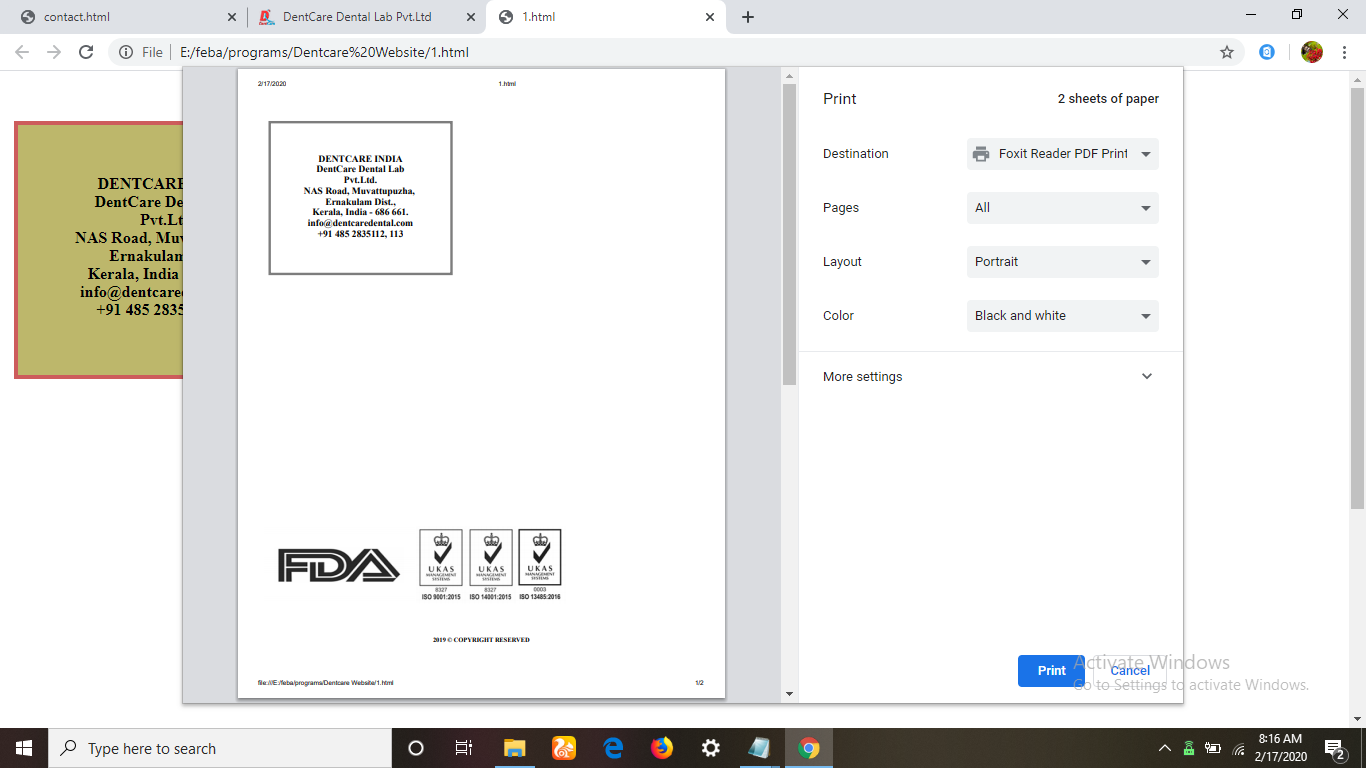 contact.html
DentCare Dental Lab Pvt.Ltd
1.html
File
E:/feba/programs/Dentcare%20Website/1.html
DENTCARE
DentCare De
Pvt.Lt
NAS Road, Muv
Ernakulam
Kerala, India
info@dentcare
+91 485 2835
2/17/2020
1.html
DENTCARE INDIA
DentCare Dental Lab
Pvt.Ltd.
NAS Road, Muvattupuzha,
Ernakulam Dist.,
Kerala, India - 686 661.
info@dentcaredental.com
+91 485 2835112, 113
FDA
UKAS
MANAGEMENT
SYSTEMS
8327
ISO 9001:2015
UKAS
MANAGEMENT
SYSTEMS
8327
ISO 14001:2015
UKAS
MANAGEMENT
SYSTEMS
0003
ISO 13485:2016
2019 © COPYRIGHT RESERVED
file:///E:/feba/programs/Dentcare Website/1.html
1/2
Print
2 sheets of paper
Destination
Foxit Reader PDF Print
Pages
All
Layout
Portrait
Color
Black and white
More settings
Print
Cancel
Activate Windows
Go to Settings to activate Windows.
Type here to search
8:16 AM
2/17/2020
2